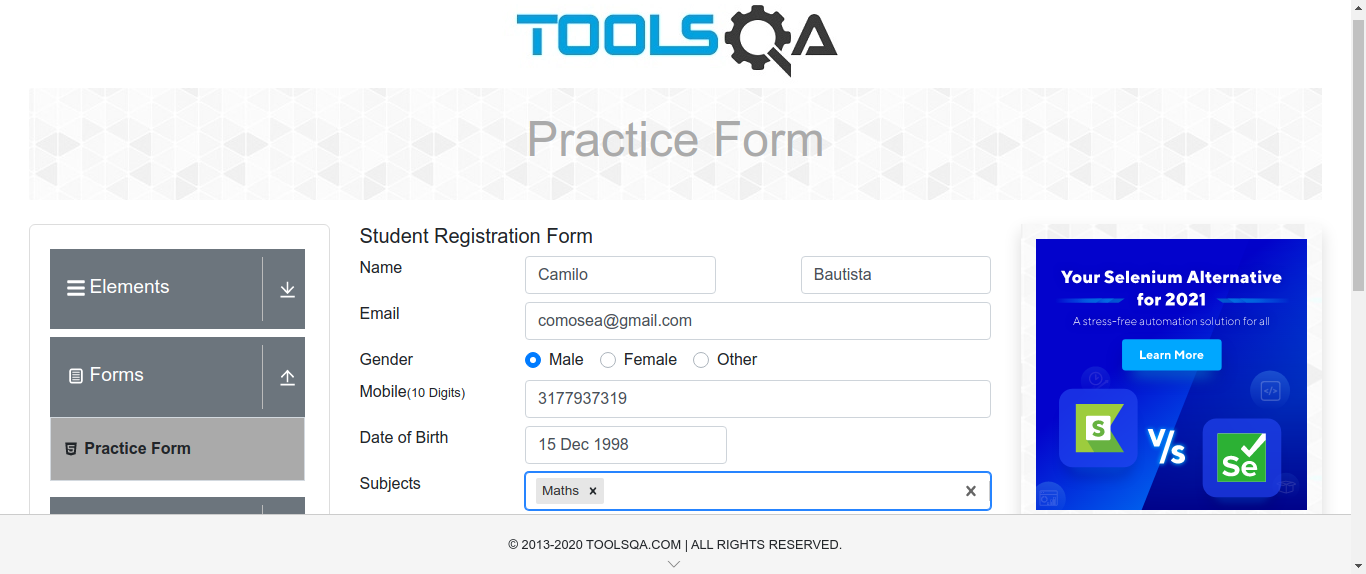 TOOLSQA
Practice Form
Elements
Forms
Practice Form
Student Registration Form
Name
Camilo
Bautista
Email
comosea@gmail.com
Gender
Male
Female
Other
Mobile(10 Digits)
3177937319
Date of Birth
15 Dec 1998
Subjects
Maths
Your Selenium Alternative
for 2021
A stress-free automation solution for all
Learn More
S
V/s
Se
© 2013-2020 TOOLSQA.COM | ALL RIGHTS RESERVED.